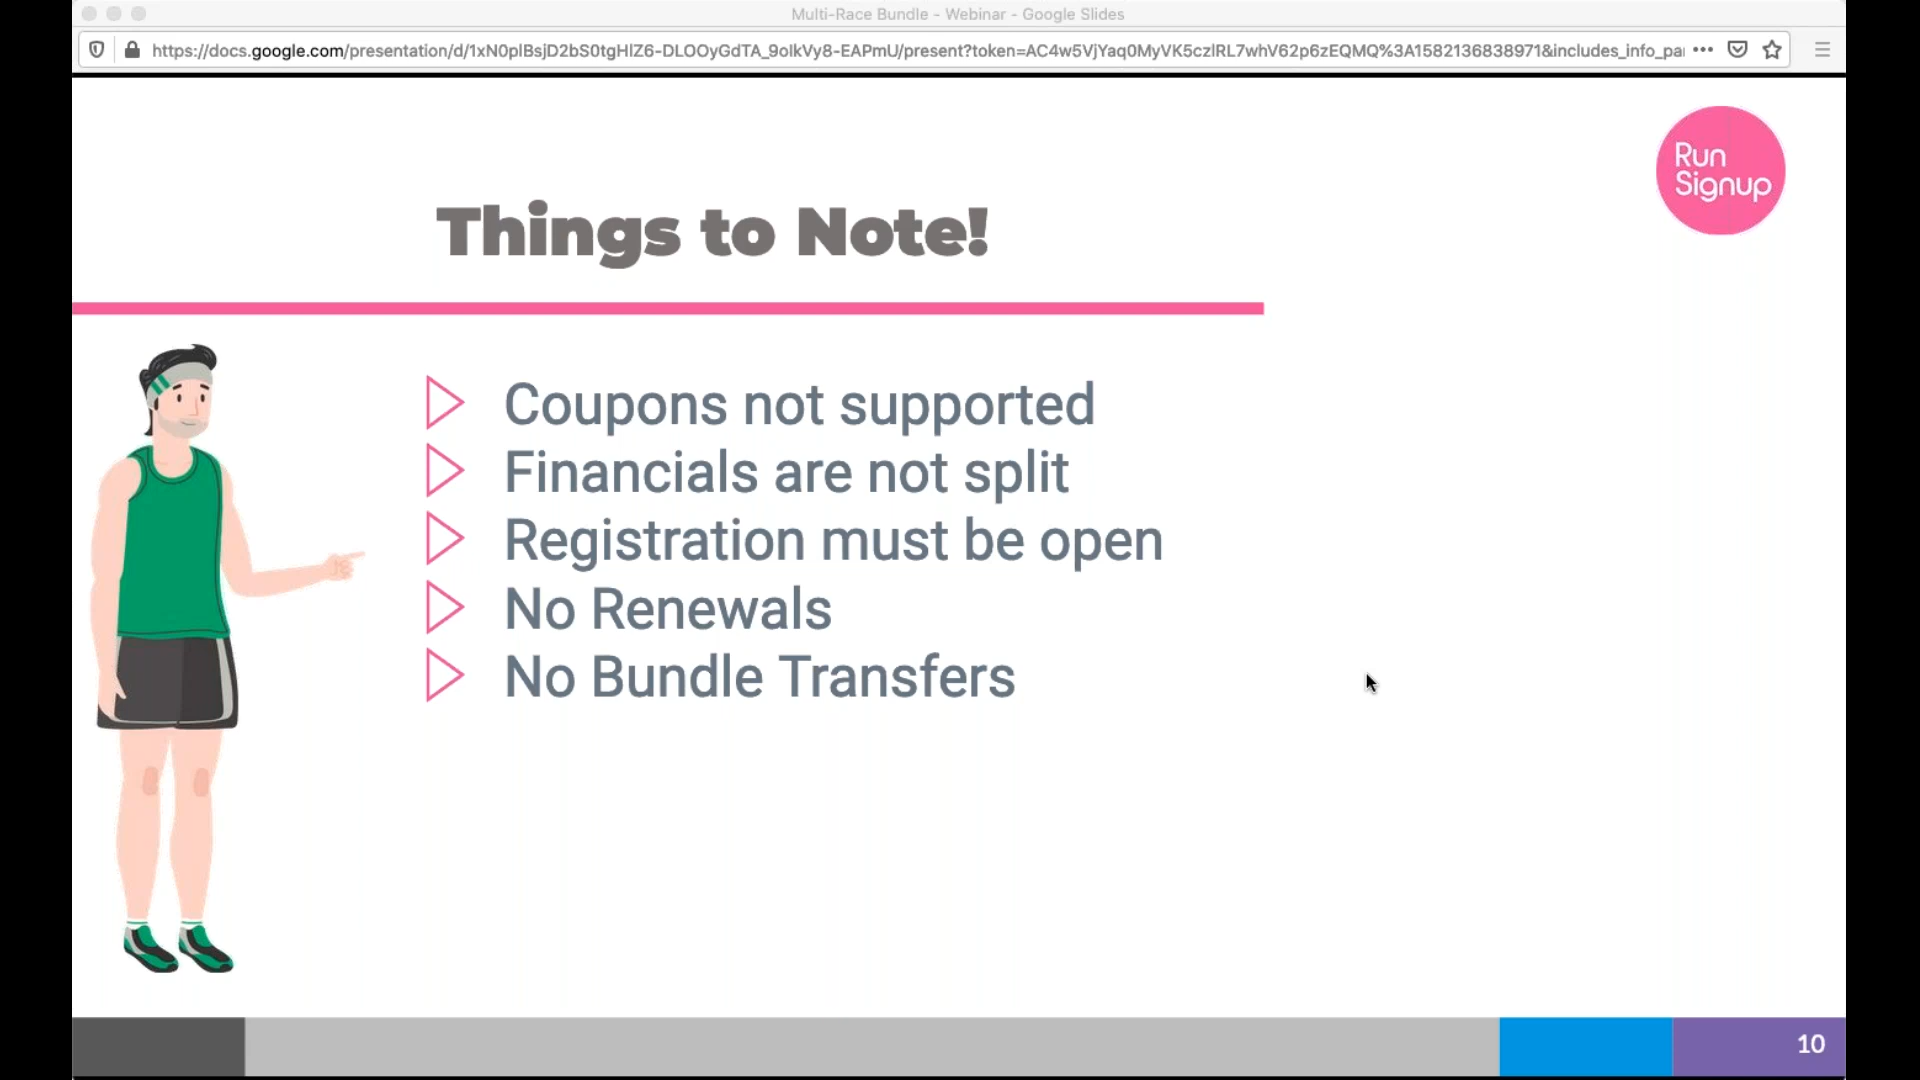 Multi-Race Bundle - Webinar - Google Slides
https://docs.google.com/presentation/d/1xN0plBsjD2bS0tgHlZ6-DLOOyGdTA_9olkVy8-EAPmU/present?token=AC4w5VjYaq0MyVK5czlRL7whV62p6zEQMQ%3A1582136838971&includes_info_pa
Run
Signup
Things to Note!
Coupons not supported
Financials are not split
Registration must be open
No Renewals
No Bundle Transfers
10